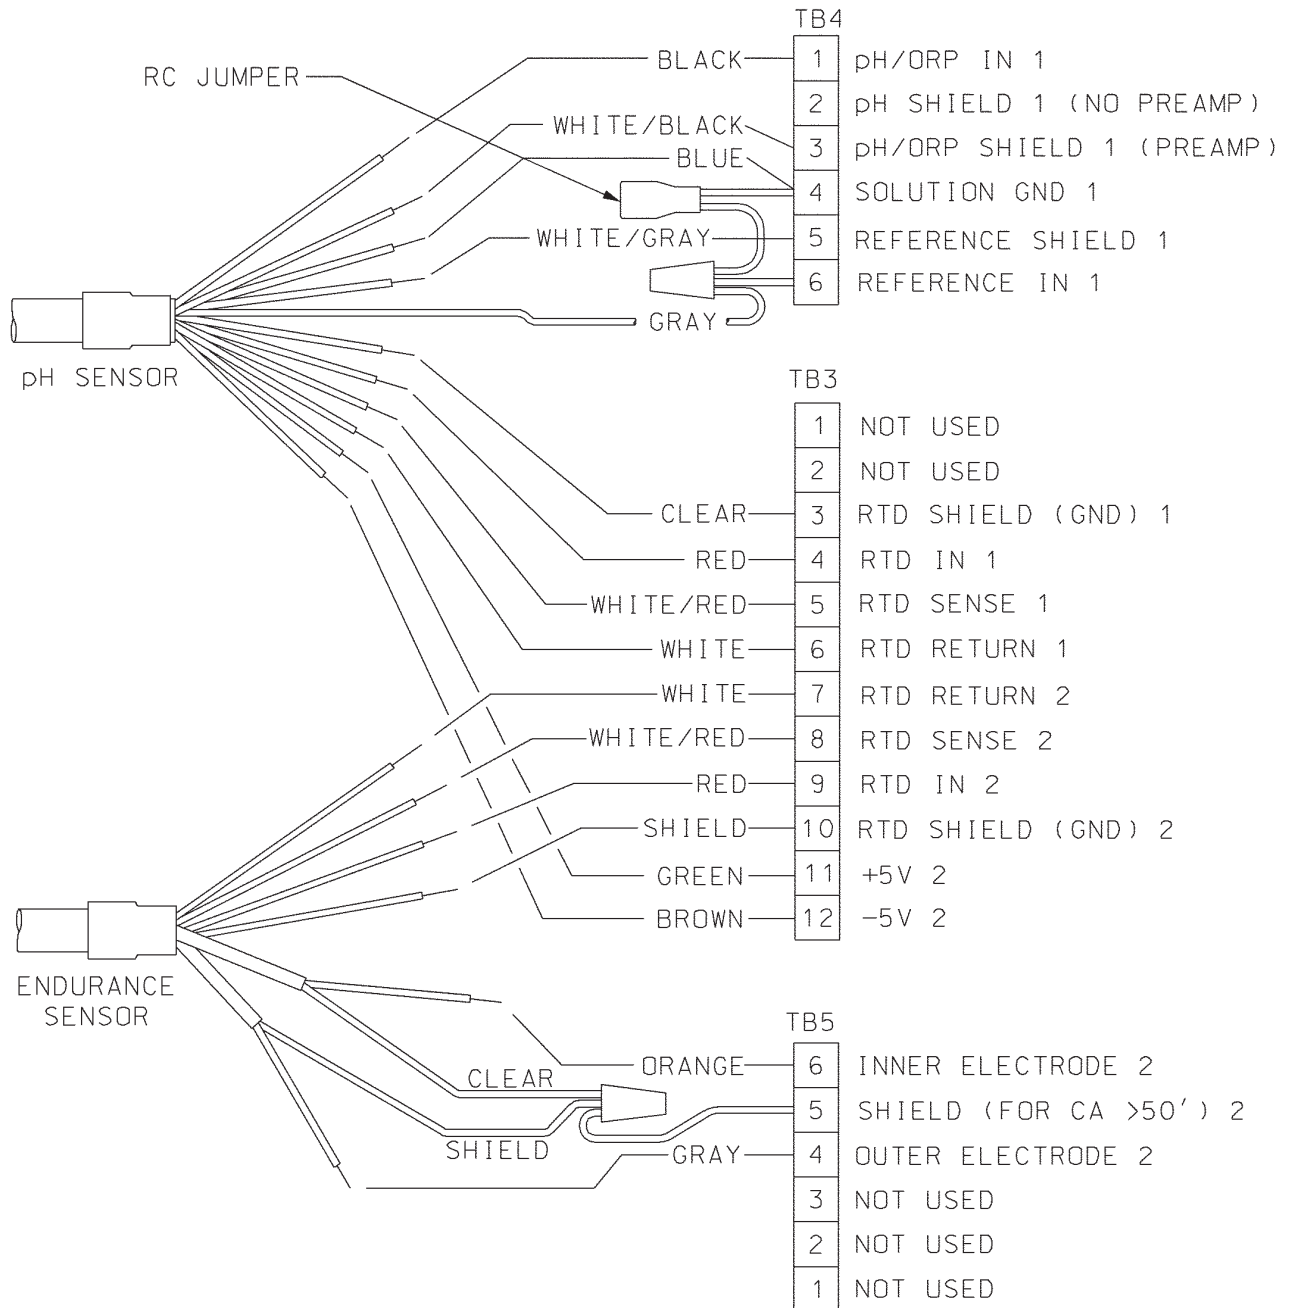 TB4
BLACK 1 pH/ORP IN 1
RC JUMPER
2 pH SHIELD 1 (NO PREAMP)
WHITE/BLACK 3 pH/ORP SHIELD 1 (PREAMP)
BLUE
4 SOLUTION GND 1
WHITE/GRAY 5 REFERENCE SHIELD 1
6 REFERENCE IN 1
GRAY
pH SENSOR
TB3
1 NOT USED
2 NOT USED
CLEAR 3 RTD SHIELD (GND) 1
RED 4 RTD IN 1
WHITE/RED 5 RTD SENSE 1
WHITE 6 RTD RETURN 1
WHITE 7 RTD RETURN 2
WHITE/RED 8 RTD SENSE 2
RED 9 RTD IN 2
SHIELD 10 RTD SHIELD (GND) 2
GREEN 11 +5V 2
BROWN 12 -5V 2
ENDURANCE
SENSOR
TB5
ORANGE 6 INNER ELECTRODE 2
CLEAR
5 SHIELD (FOR CA >50') 2
SHIELD
GRAY 4 OUTER ELECTRODE 2
3 NOT USED
2 NOT USED
1 NOT USED